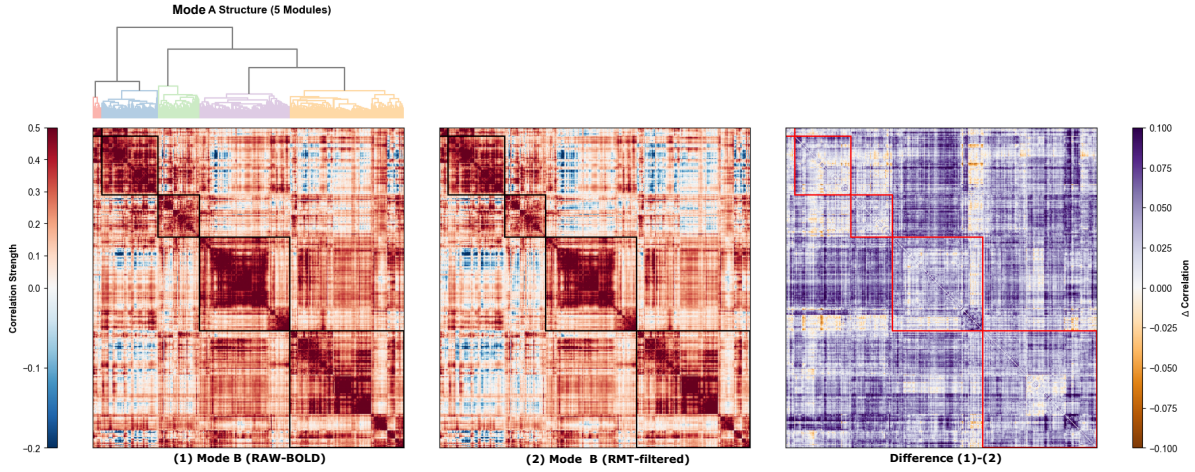 Mode A Structure (5 Modules)
0.5
0.4
0.3
0.2
0.1
0.0
−0.1
−0.2
Correlation Strength
0.100
0.075
0.050
0.025
0.000
−0.025
−0.050
−0.075
−0.100
Δ Correlation
(1) Mode B (RAW-BOLD)
(2) Mode B (RMT-filtered)
Difference (1)-(2)